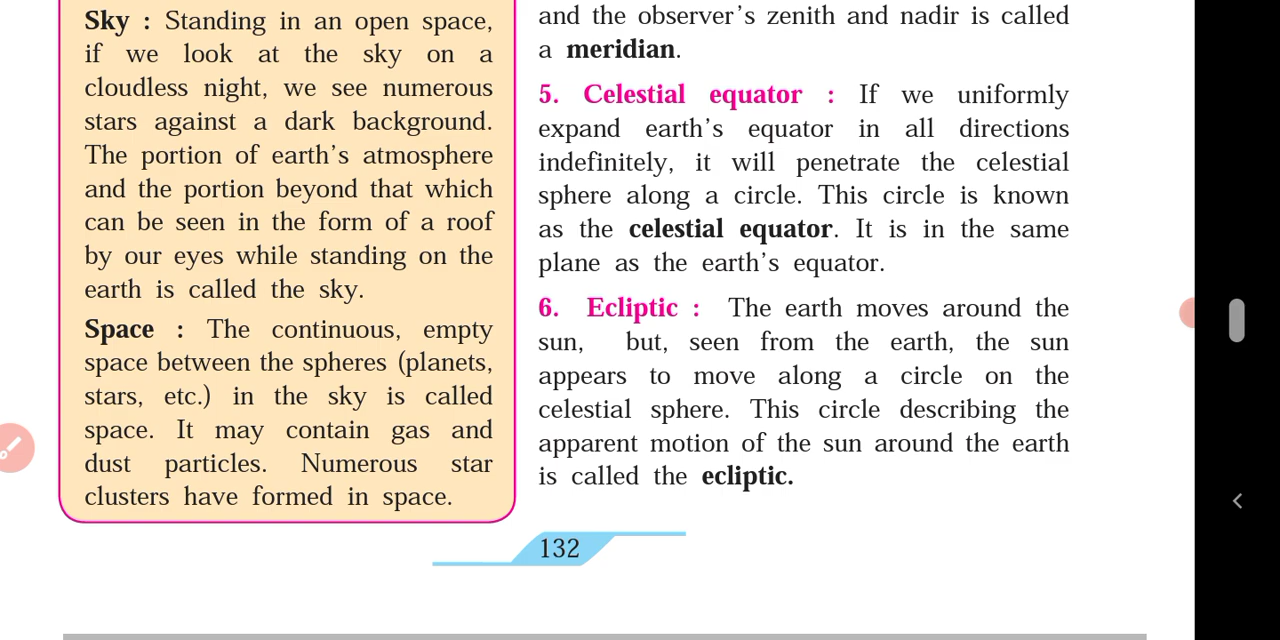 Sky : Standing in an open space,
if we look at the sky on a
cloudless night, we see numerous
stars against a dark background.
The portion of earth's atmosphere
and the portion beyond that which
can be seen in the form of a roof
by our eyes while standing on the
earth is called the sky.
Space : The continuous, empty
space between the spheres (planets,
stars, etc.) in the sky is called
space. It may contain gas and
dust particles. Numerous star
clusters have formed in space.
and the observer's zenith and nadir is called
a meridian.
5. Celestial equator : If we uniformly
expand earth's equator in all directions
indefinitely, it will penetrate the celestial
sphere along a circle. This circle is known
as the celestial equator. It is in the same
plane as the earth's equator.
6. Ecliptic : The earth moves around the
sun, but, seen from the earth, the sun
appears to move along a circle on the
celestial sphere. This circle describing the
apparent motion of the sun around the earth
is called the ecliptic.
132